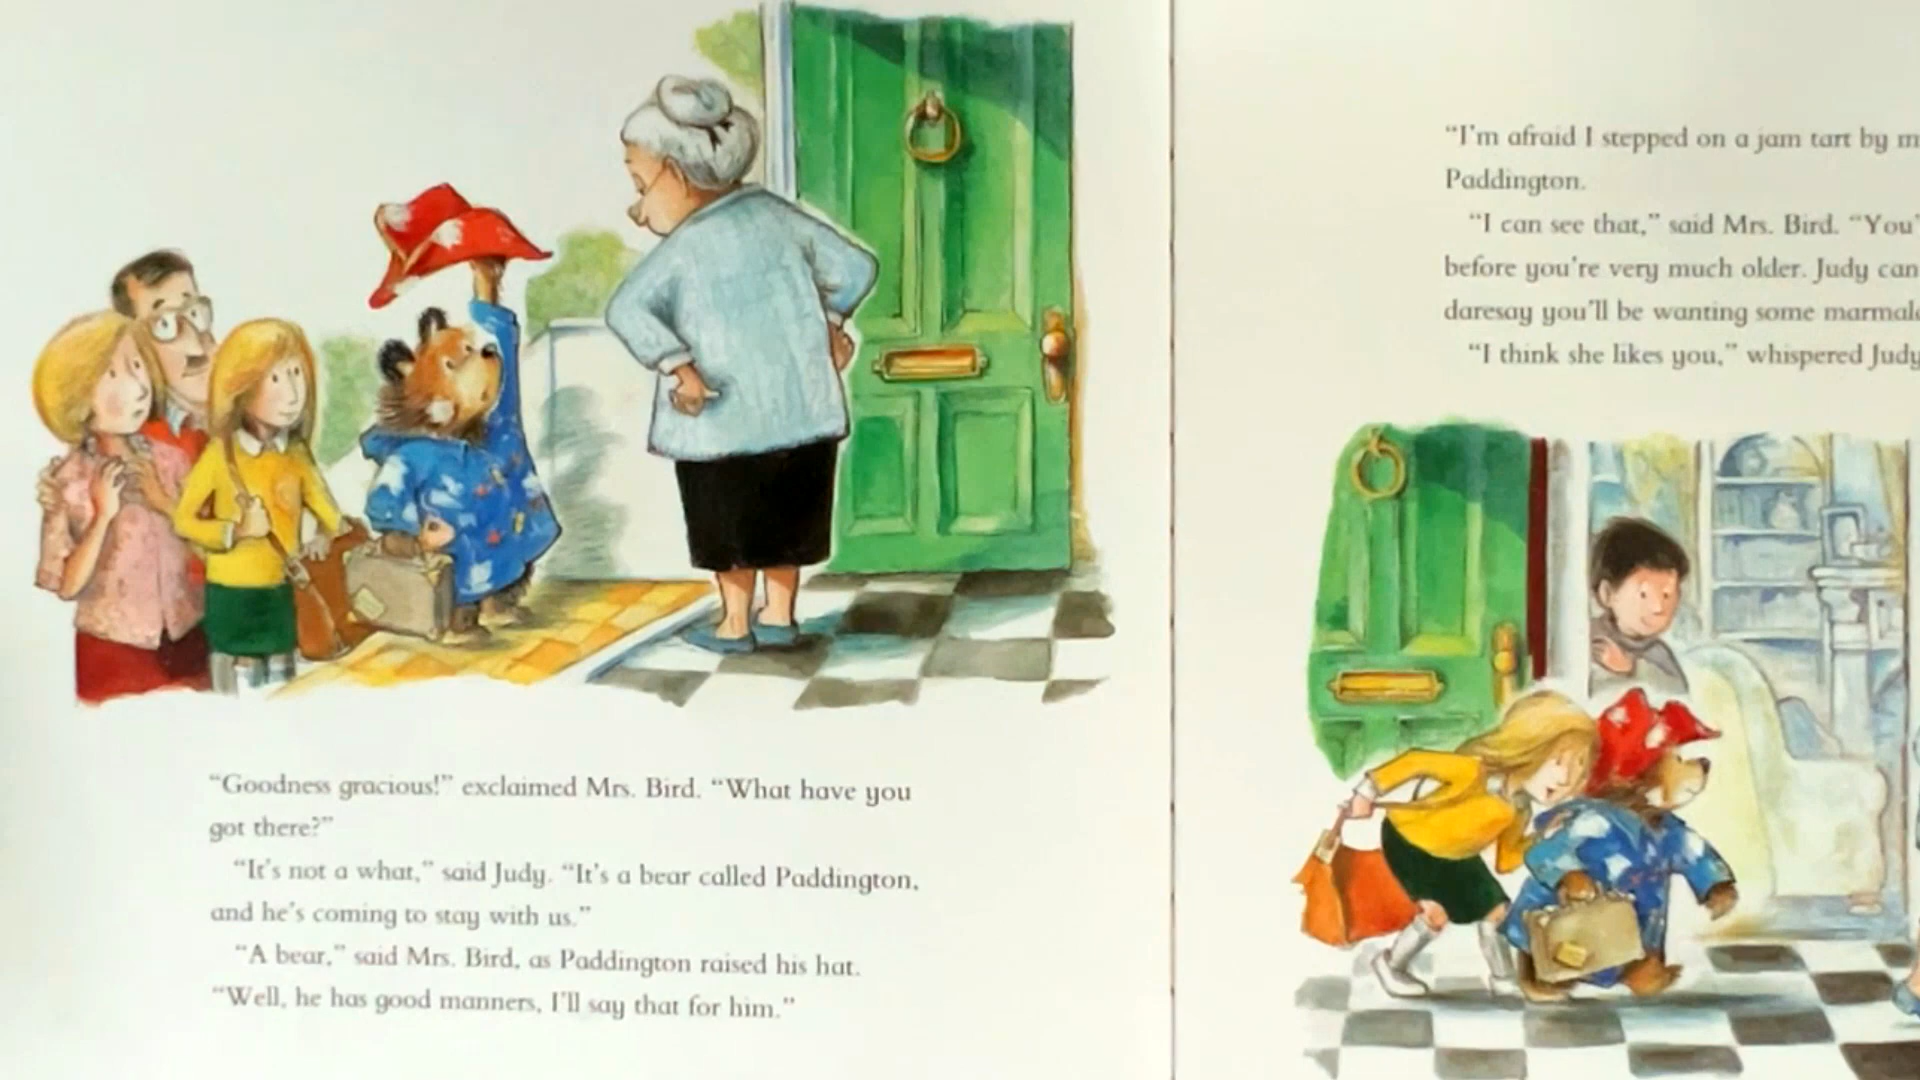 “Goodness gracious!” exclaimed Mrs. Bird. “What have you
got there?”
“It's not a what,” said Judy. “It's a bear called Paddington,
and he's coming to stay with us.”
“A bear,” said Mrs. Bird, as Paddington raised his hat.
“Well, he has good manners, I'll say that for him.”
“I'm afraid I stepped on a jam tart by
Paddington.
“I can see that,” said Mrs. Bird. “You'
before you're very much older. Judy can
daresay you'll be wanting some
“I think she likes you,” whispered Judy